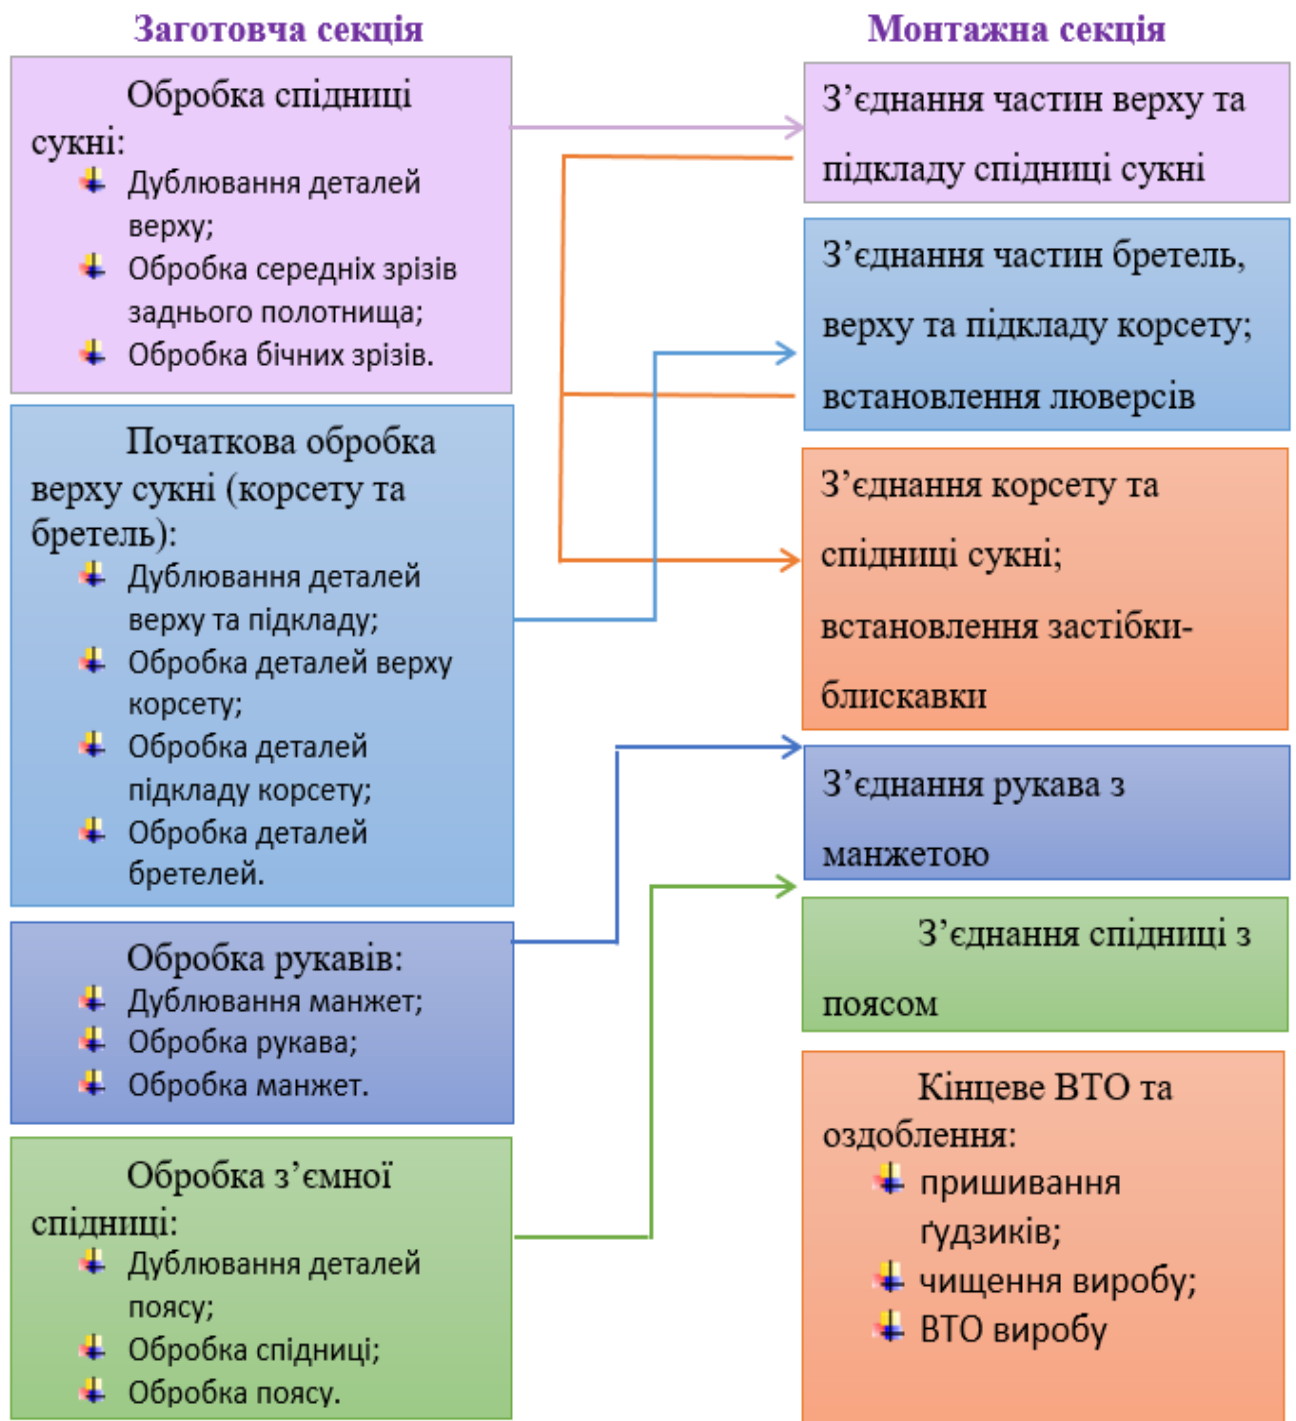 Заготовча секція
Обробка спідниці
сукні:
Дублювання деталей
верху;
Обробка середніх зрізів
заднього полотнища;
Обробка бічних зрізів.
Початкова обробка
верху сукні (корсету та
бретель):
Дублювання деталей
верху та підкладу;
Обробка деталей верху
корсету;
Обробка деталей
підкладу корсету;
Обробка деталей
бретелей.
Обробка рукавів:
Дублювання манжет;
Обробка рукава;
Обробка манжет.
Обробка з’ємної
спідниці:
Дублювання деталей
поясу;
Обробка спідниці;
Обробка поясу.
Монтажна секція
З’єднання частин верху та
підкладу спідниці сукні
З’єднання частин бретель,
верху та підкладу корсету;
встановлення люверсів
З’єднання корсету та
спідниці сукні;
встановлення застібки-
блискавки
З’єднання рукава з
манжетою
З’єднання спідниці з
поясом
Кінцеве ВТО та
оздоблення:
пришивання
ґудзиків;
чищення виробу;
ВТО виробу